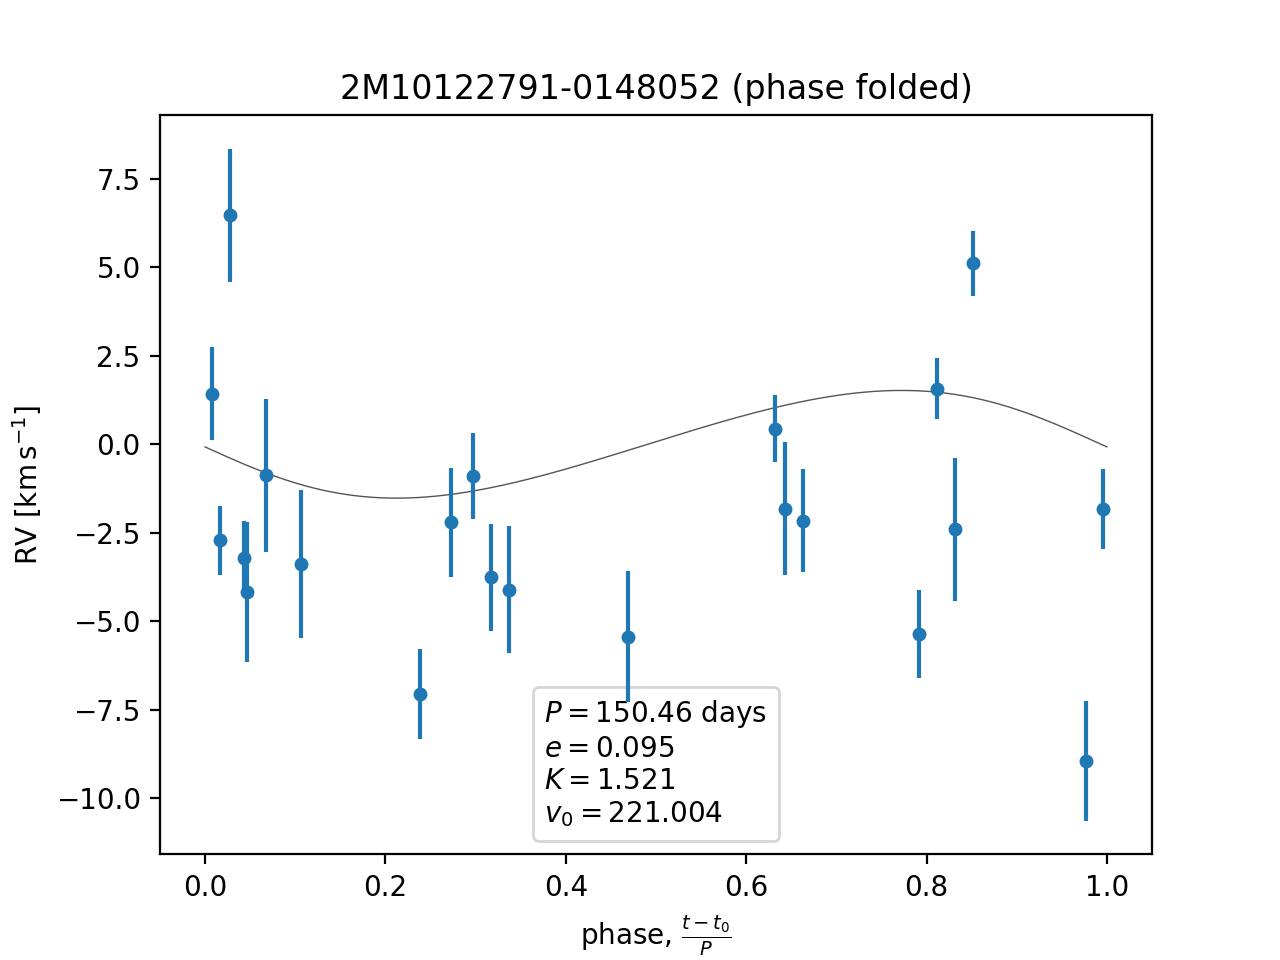 2M10122791-0148052 (phase folded)
RV [km s⁻¹]
7.5
5.0
2.5
0.0
−2.5
−5.0
−7.5
−10.0
P = 150.46 days
e = 0.095
K = 1.521
v₀ = 221.004
0.0 0.2 0.4 0.6 0.8 1.0
phase, (t − t₀)/P